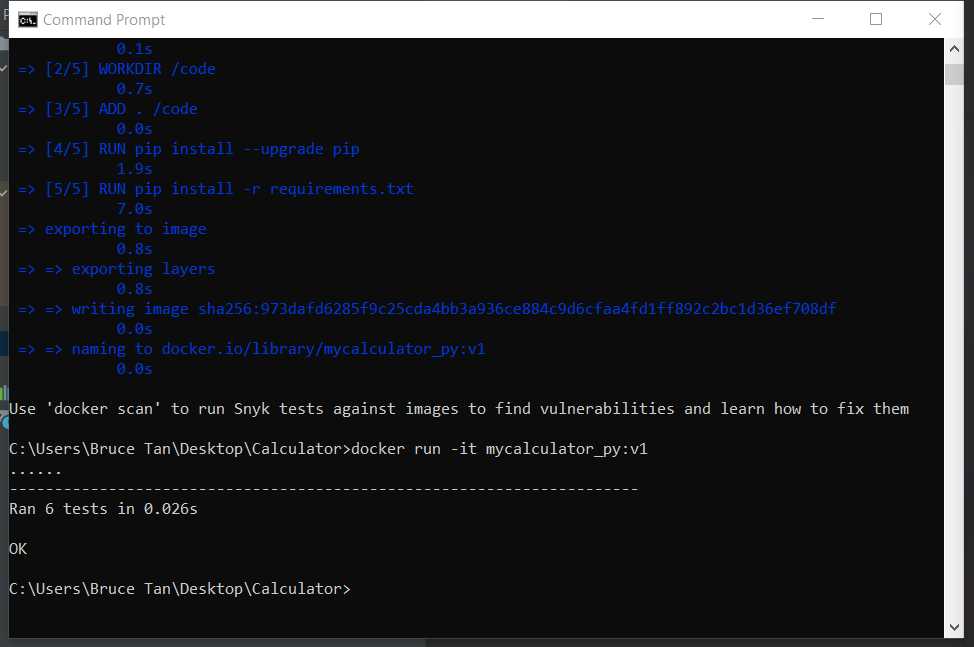 Command Prompt
0.1s
=> [2/5] WORKDIR /code
0.7s
=> [3/5] ADD . /code
0.0s
=> [4/5] RUN pip install --upgrade pip
1.9s
=> [5/5] RUN pip install -r requirements.txt
7.0s
=> exporting to image
0.8s
=> => exporting layers
0.8s
=> => writing image sha256:973dafd6285f9c25cda4bb3a936ce884c9d6cfaa4fd1ff892c2bc1d36ef708df
0.0s
=> => naming to docker.io/library/mycalculator_py:v1
0.0s
Use 'docker scan' to run Snyk tests against images to find vulnerabilities and learn how to fix them
C:\Users\Bruce Tan\Desktop\Calculator>docker run -it mycalculator_py:v1
......
----------------------------------------------------------------------
Ran 6 tests in 0.026s
OK
C:\Users\Bruce Tan\Desktop\Calculator>